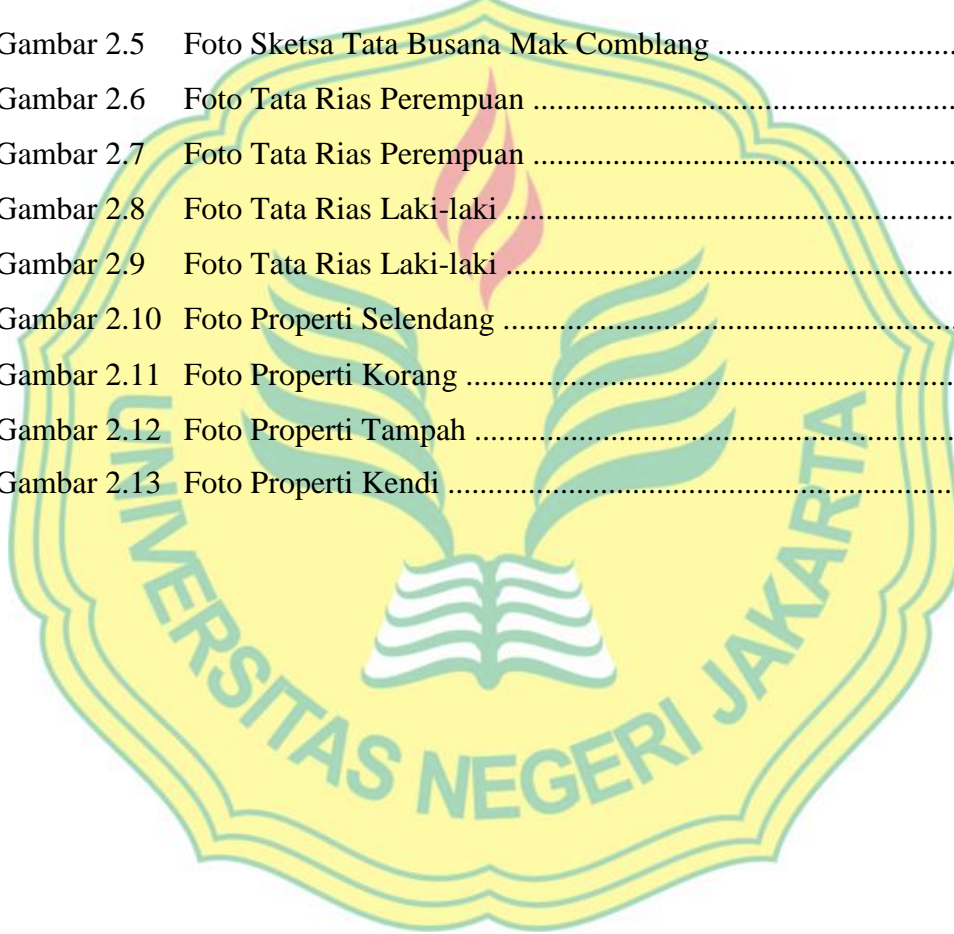 Gambar 2.5 Foto Sketsa Tata Busana Mak Comblang ..............................
Gambar 2.6 Foto Tata Rias Perempuan .......................................................
Gambar 2.7 Foto Tata Rias Perempuan .......................................................
Gambar 2.8 Foto Tata Rias Laki-laki ...........................................................
Gambar 2.9 Foto Tata Rias Laki-laki ...........................................................
Gambar 2.10 Foto Properti Selendang ...........................................................
Gambar 2.11 Foto Properti Korang ................................................................
Gambar 2.12 Foto Properti Tampah ...............................................................
Gambar 2.13 Foto Properti Kendi ..................................................................
UNIVERSITAS NEGERI JAKARTA